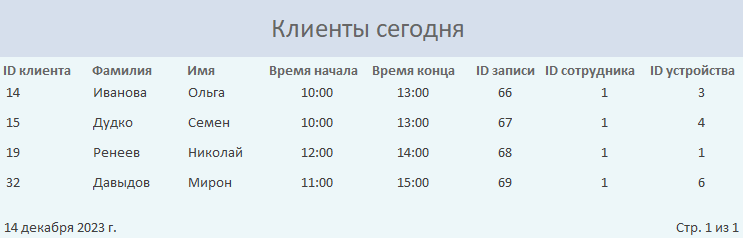 Клиенты сегодня
ID клиента Фамилия Имя Время начала Время конца ID записи ID сотрудника ID устройства
14 Иванова Ольга 10:00 13:00 66 1 3
15 Дудко Семен 10:00 13:00 67 1 4
19 Ренеев Николай 12:00 14:00 68 1 1
32 Давыдов Мирон 11:00 15:00 69 1 6
14 декабря 2023 г. Стр. 1 из 1